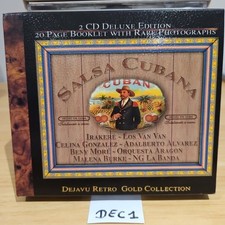 2 CD Deluxe Edition
20 Page Booklet with Rare Photographs
Salsa Cubana
CUBAN
Irakere - Los Van Van
Celina Gonzalez - Adalberto Alvarez
Beny Moré - Orquesta Aragon
Malena Burke - NG La Banda
Dejavu Retro Gold Collection
DEC1